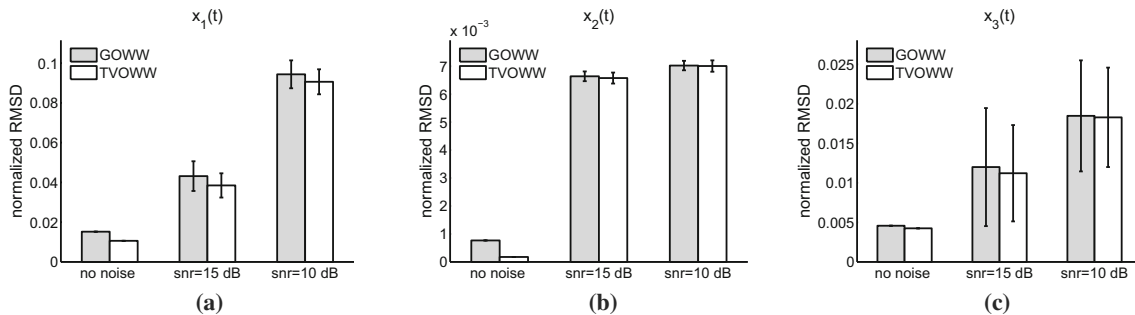 x_1(t)
normalized RMSD
0.1
0.08
0.06
0.04
0.02
0
GOWW
TVOWW
no noise
snr=15 dB
snr=10 dB
(a)
x_2(t)
x 10^-3
normalized RMSD
7
6
5
4
3
2
1
0
GOWW
TVOWW
no noise
snr=15 dB
snr=10 dB
(b)
x_3(t)
normalized RMSD
0.025
0.02
0.015
0.01
0.005
0
GOWW
TVOWW
no noise
snr=15 dB
snr=10 dB
(c)